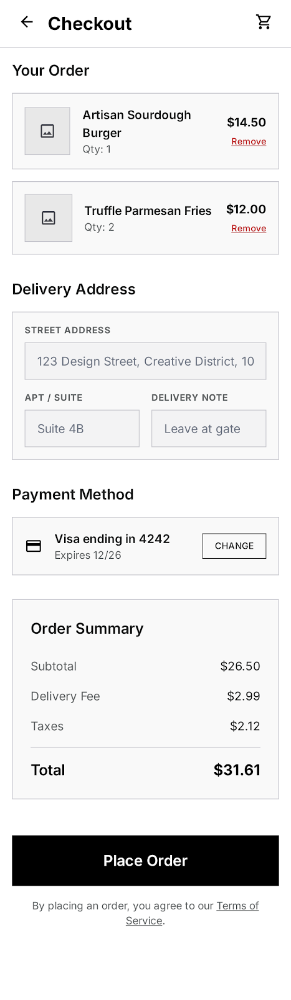 Checkout
Your Order
Artisan Sourdough
Burger
Qty: 1
$14.50
Remove
Truffle Parmesan Fries
Qty: 2
$12.00
Remove
Delivery Address
STREET ADDRESS
123 Design Street, Creative District, 10
APT / SUITE
Suite 4B
DELIVERY NOTE
Leave at gate
Payment Method
Visa ending in 4242
Expires 12/26
CHANGE
Order Summary
Subtotal $26.50
Delivery Fee $2.99
Taxes $2.12
Total $31.61
Place Order
By placing an order, you agree to our Terms of
Service.